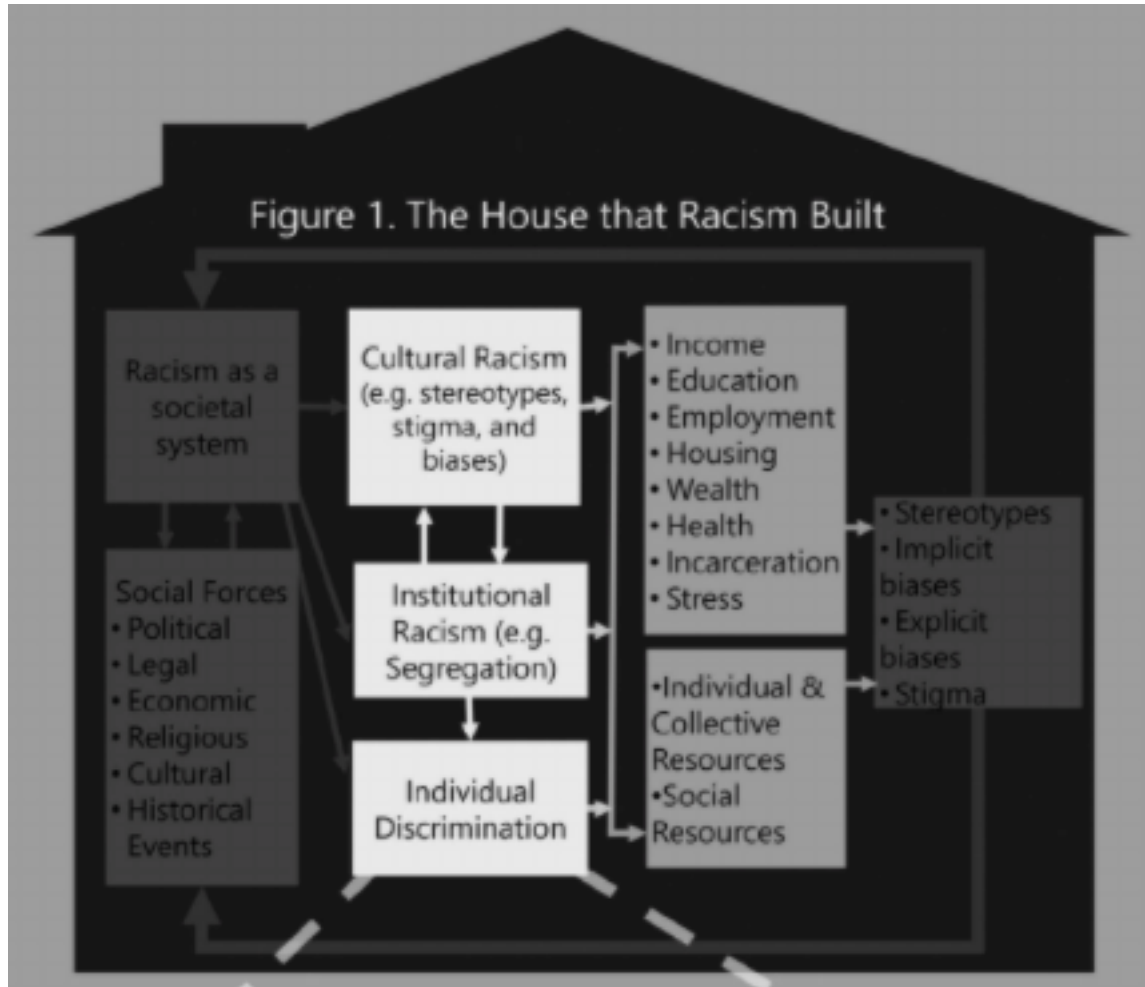 Figure 1. The House that Racism Built
Racism as a
societal
system
Social Forces
• Political
• Legal
• Economic
• Religious
• Cultural
• Historical
Events
Cultural Racism
(e.g. stereotypes,
stigma, and
biases)
Institutional
Racism (e.g.
Segregation)
Individual
Discrimination
• Income
• Education
• Employment
• Housing
• Wealth
• Health
• Incarceration
• Stress
•Individual &
Collective
Resources
•Social
Resources
• Stereotypes
• Implicit
biases
• Explicit
biases
• Stigma